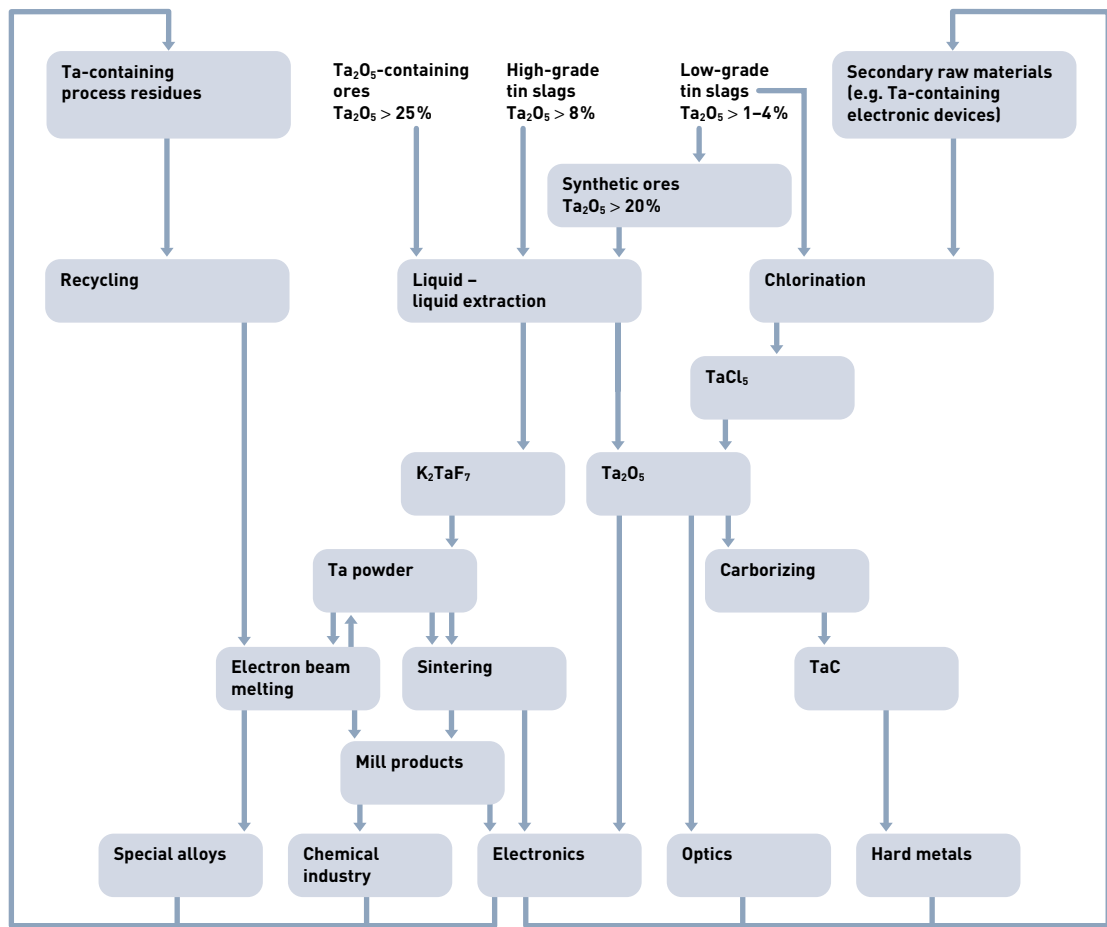 Ta-containing
process residues
Ta₂O₅-containing
ores
Ta₂O₅ > 25%
High-grade
tin slags
Ta₂O₅ > 8%
Low-grade
tin slags
Ta₂O₅ > 1–4%
Secondary raw materials
(e.g. Ta-containing
electronic devices)
Synthetic ores
Ta₂O₅ > 20%
Recycling
Liquid –
liquid extraction
Chlorination
TaCl₅
K₂TaF₇
Ta₂O₅
Ta powder
Carborizing
Electron beam
melting
Sintering
TaC
Mill products
Special alloys
Chemical
industry
Electronics
Optics
Hard metals